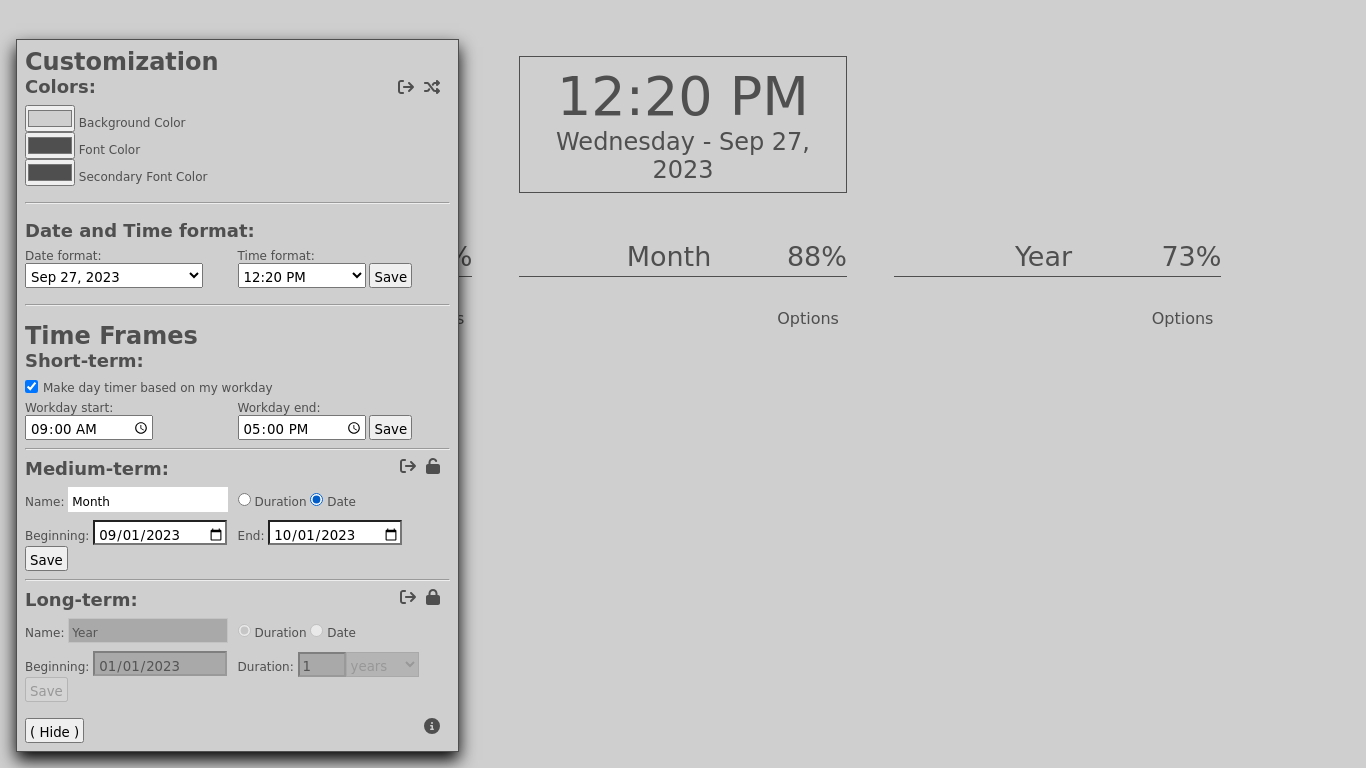 Customization
Colors:
Background Color
Font Color
Secondary Font Color
Date and Time format:
Date format:
Time format:
Sep 27, 2023
12:20 PM
Save
Time Frames
Short-term:
Make day timer based on my workday
Workday start:
Workday end:
09:00 AM
05:00 PM
Save
Medium-term:
Name: Month
Duration
Date
Beginning: 09/01/2023
End: 10/01/2023
Save
Long-term:
Name: Year
Duration
Date
Beginning: 01/01/2023
Duration: 1 years
Save
( Hide )
12:20 PM
Wednesday - Sep 27,
2023
%
Month 88%
Year 73%
s
Options
Options